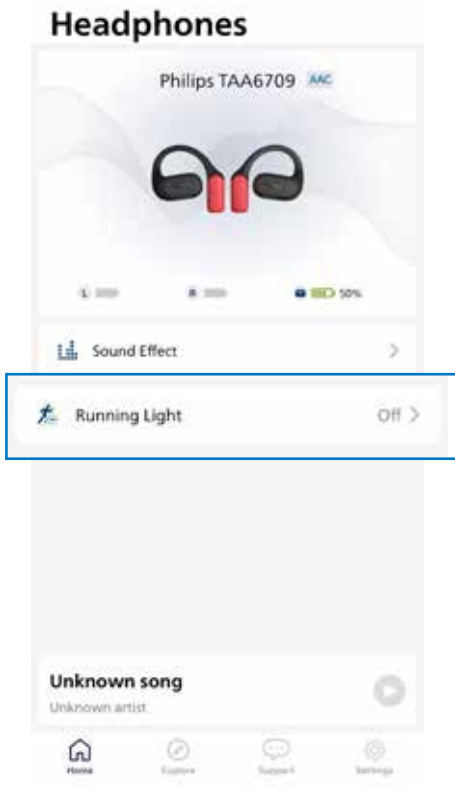 Headphones
Philips TAA6709 AAC
L R 50%
Sound Effect
Running Light Off
Unknown song
Unknown artist
Home Explore Support Settings